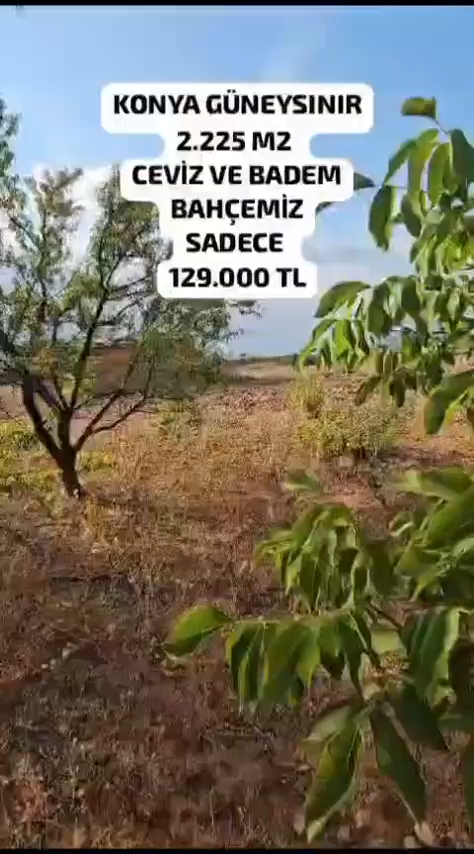 KONYA GÜNEYSINIR
2.225 M2
CEVİZ VE BADEM
BAHÇEMİZ
SADECE
129.000 TL